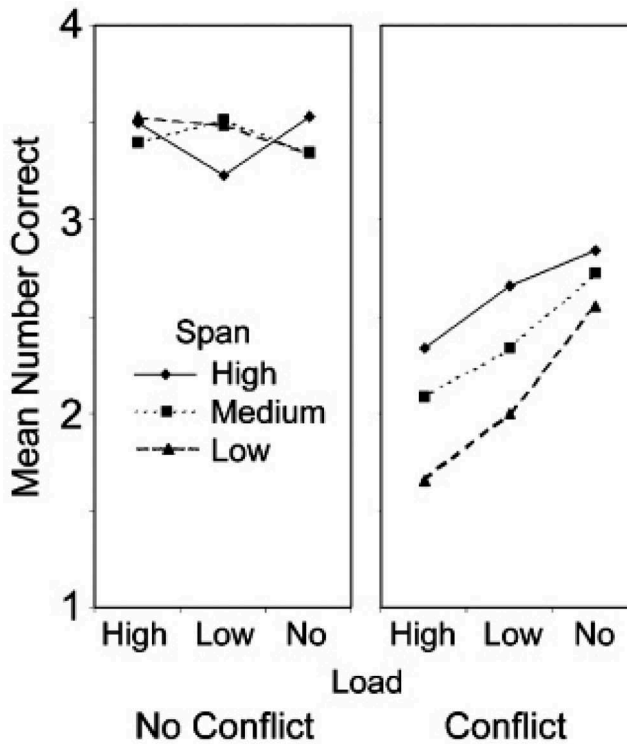 Mean Number Correct
4
3
2
1
Span
High
Medium
Low
High Low No
High Low No
Load
No Conflict
Conflict